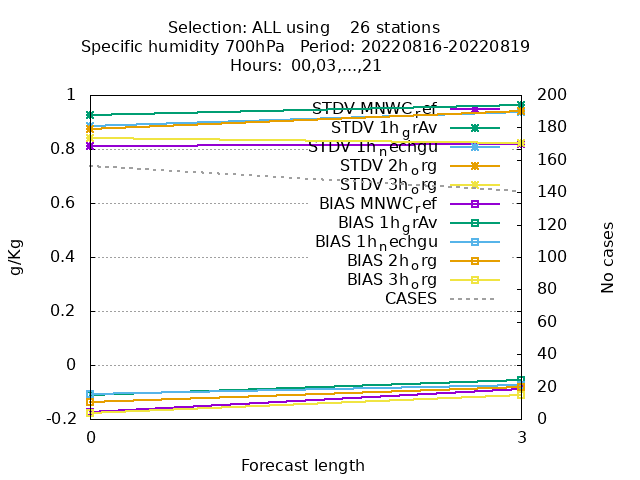 Selection: ALL using    26 stations
Specific humidity 700hPa   Period: 20220816-20220819
Hours:  00,03,...,21
1
0.8
0.6
0.4
0.2
0
-0.2
g/Kg
200
180
160
140
120
100
80
60
40
20
0
No cases
STDV MNWC_ref
STDV 1h_grAv
STDV 1h_nechgu
STDV 2h_org
STDV 3h_org
BIAS MNWC_ref
BIAS 1h_grAv
BIAS 1h_nechgu
BIAS 2h_org
BIAS 3h_org
CASES
0
3
Forecast length